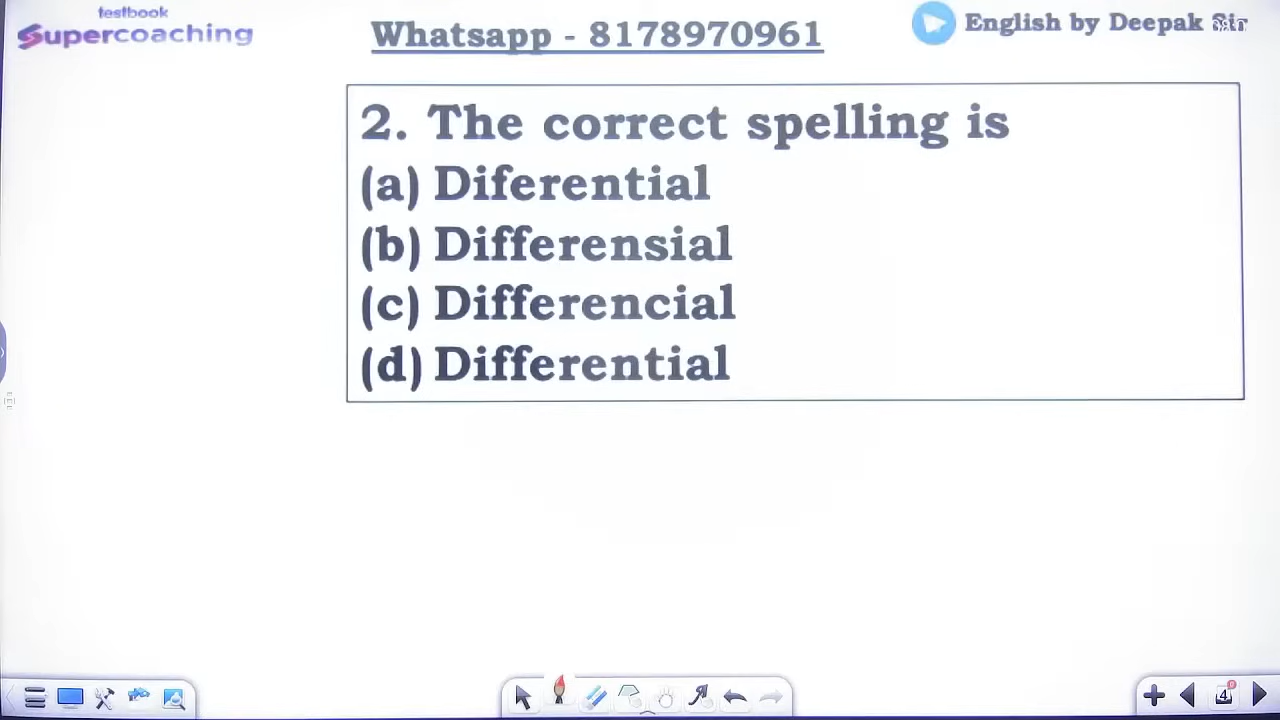 testbook
Supercoaching
Whatsapp - 8178970961
English by Deepak Sir
2. The correct spelling is
(a) Diferential
(b) Differensial
(c) Differencial
(d) Differential
4